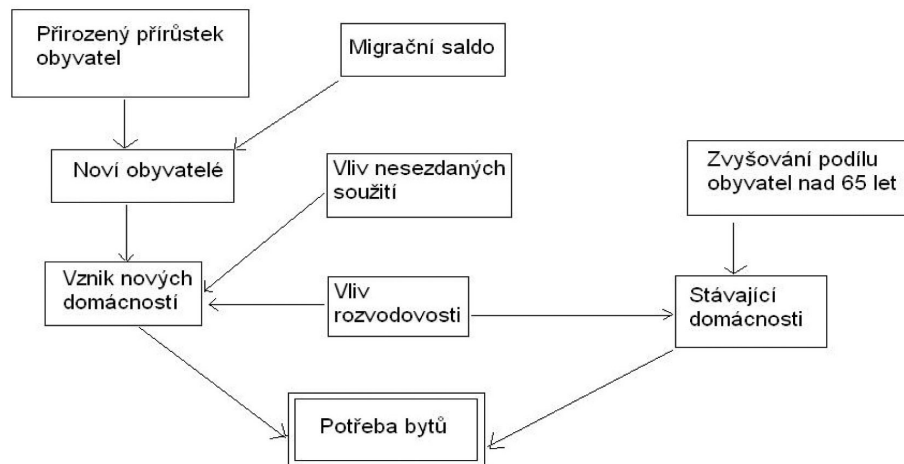 Přirozený přírůstek
obyvatel
Migrační saldo
Noví obyvatelé
Vliv nesezdaných
soužití
Zvyšování podílu
obyvatel nad 65 let
Vznik nových
domácností
Vliv
rozvodovosti
Stávající
domácnosti
Potřeba bytů